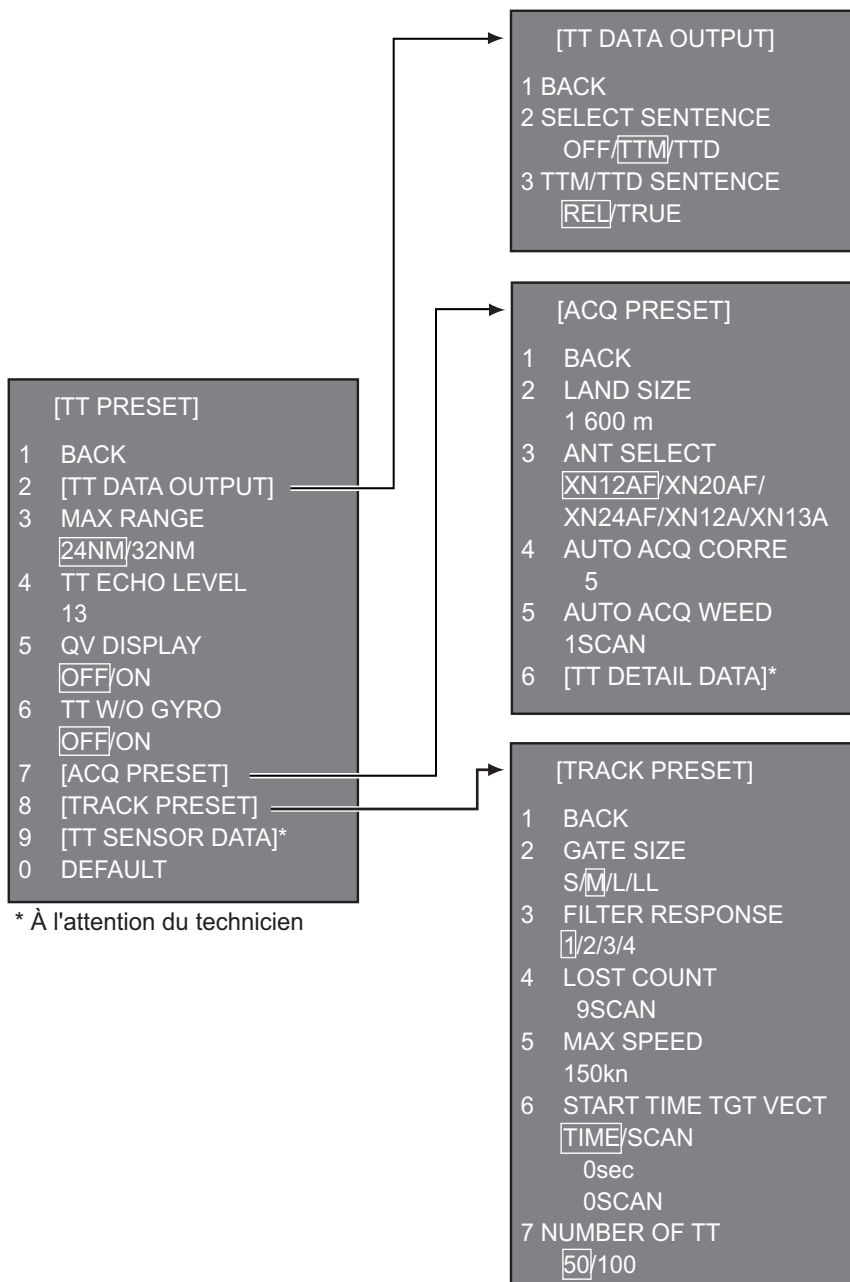 [TT DATA OUTPUT]
1 BACK
2 SELECT SENTENCE
OFF/TTM/TTD
3 TTM/TTD SENTENCE
REL/TRUE
[ACQ PRESET]
1 BACK
2 LAND SIZE
1 600 m
3 ANT SELECT
XN12AF/XN20AF/
XN24AF/XN12A/XN13A
4 AUTO ACQ CORRE
5
5 AUTO ACQ WEED
1SCAN
6 [TT DETAIL DATA]*
[TT PRESET]
1 BACK
2 [TT DATA OUTPUT]
3 MAX RANGE
24NM/32NM
4 TT ECHO LEVEL
13
5 QV DISPLAY
OFF/ON
6 TT W/O GYRO
OFF/ON
7 [ACQ PRESET]
8 [TRACK PRESET]
9 [TT SENSOR DATA]*
0 DEFAULT
* À l'attention du technicien
[TRACK PRESET]
1 BACK
2 GATE SIZE
S/M/L/LL
3 FILTER RESPONSE
1/2/3/4
4 LOST COUNT
9SCAN
5 MAX SPEED
150kn
6 START TIME TGT VECT
TIME/SCAN
0sec
0SCAN
7 NUMBER OF TT
50/100